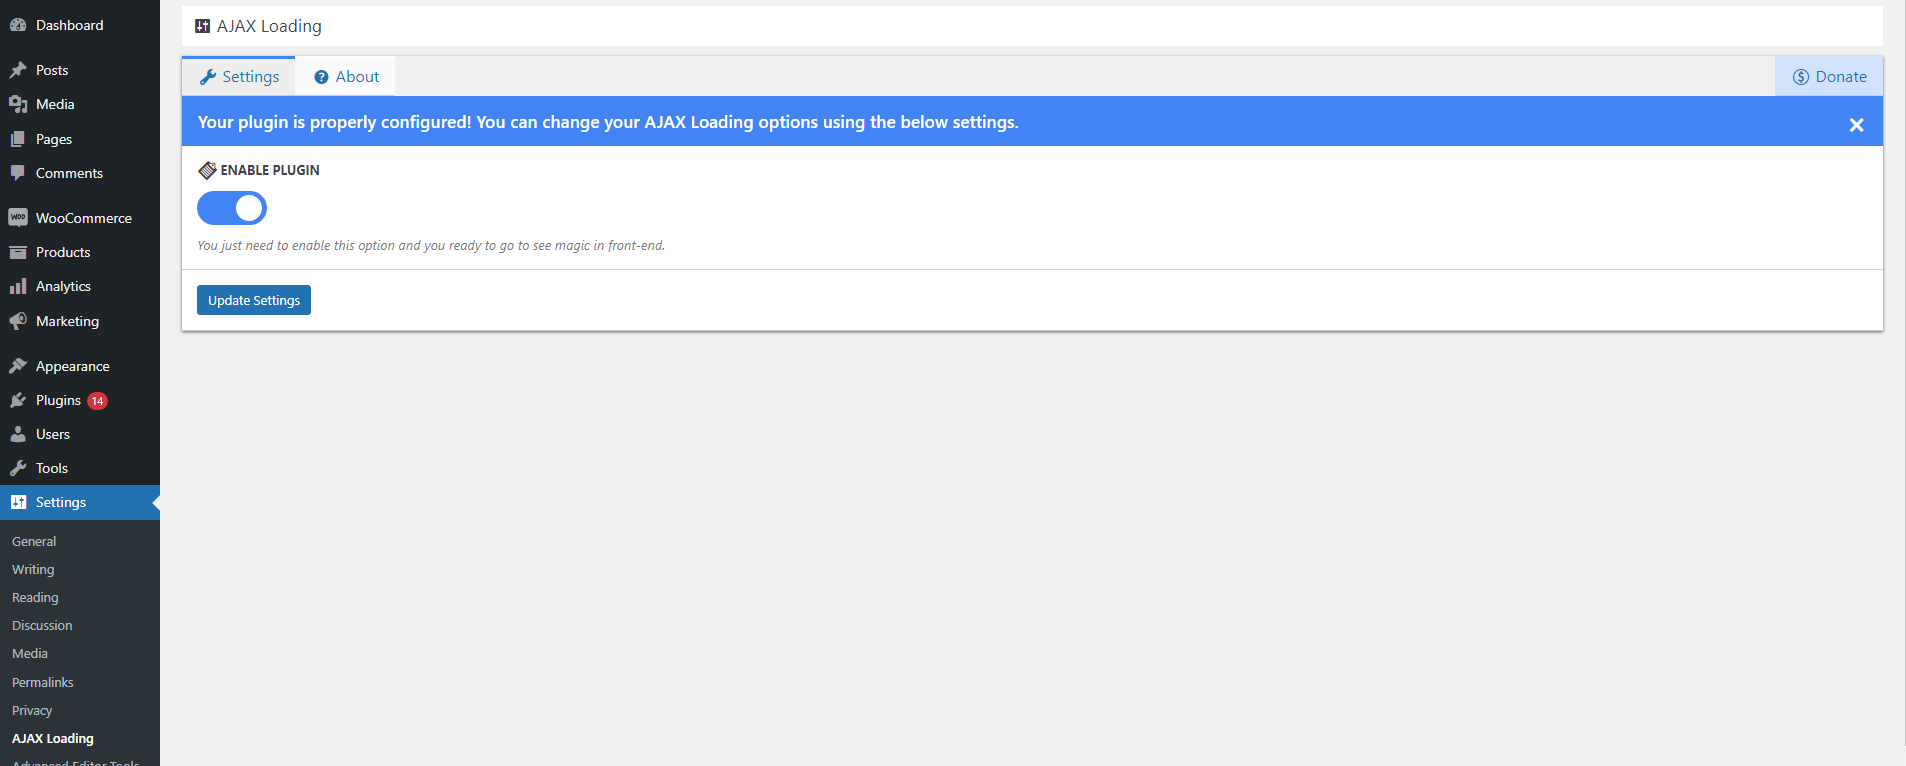 Dashboard
Posts
Media
Pages
Comments
WooCommerce
Products
Analytics
Marketing
Appearance
Plugins 14
Users
Tools
Settings
General
Writing
Reading
Discussion
Media
Permalinks
Privacy
AJAX Loading
Advanced Editor Tools
AJAX Loading
Settings
About
Donate
Your plugin is properly configured! You can change your AJAX Loading options using the below settings.
ENABLE PLUGIN
You just need to enable this option and you ready to go to see magic in front-end.
Update Settings